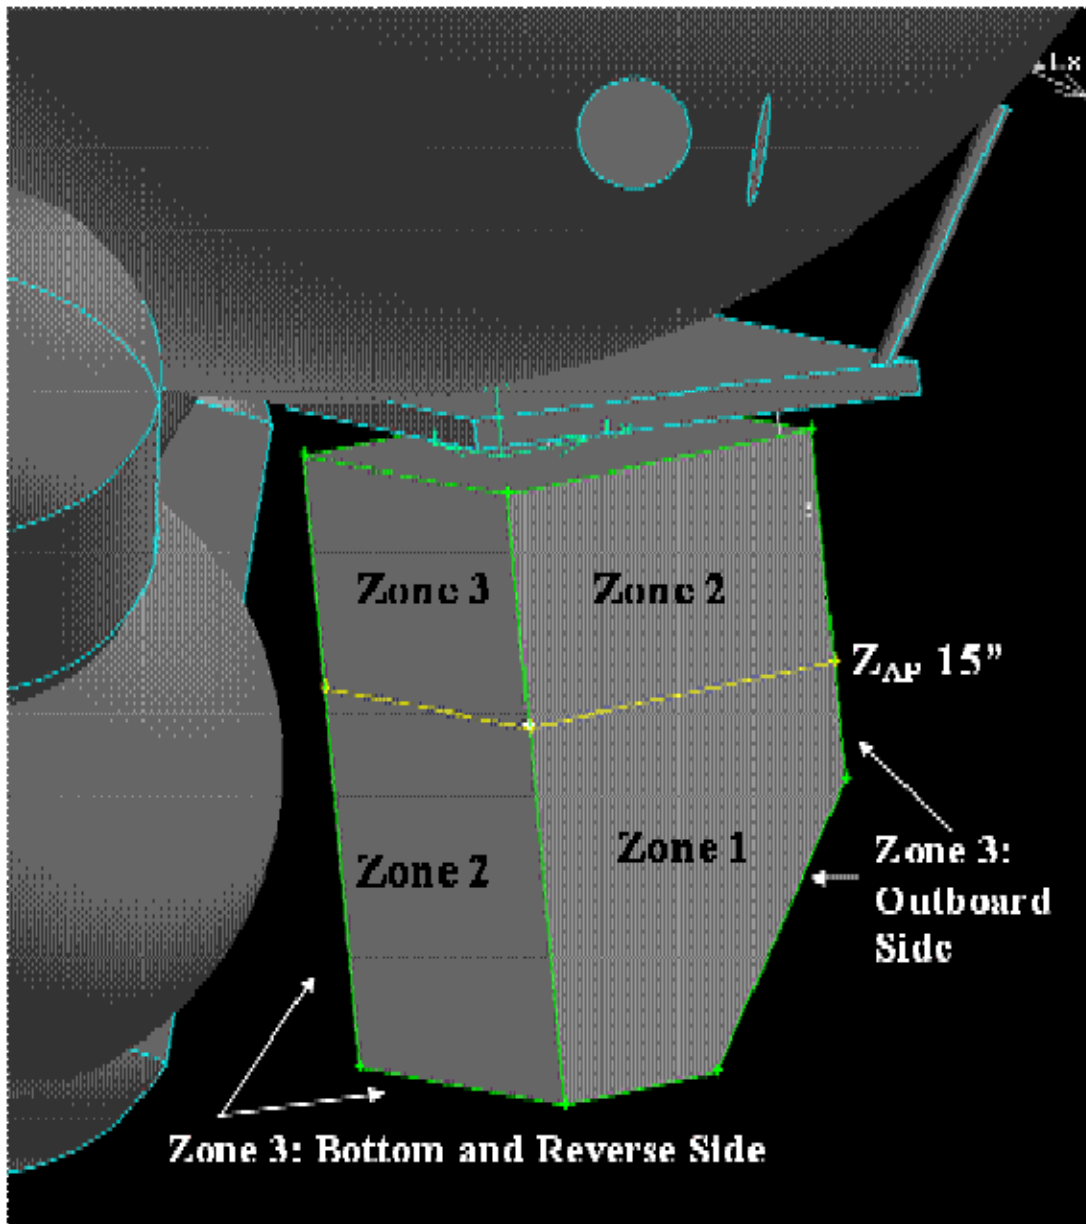 Zone 3
Zone 2
Z_AP 15”
Zone 2
Zone 1
Zone 3:
Outboard
Side
Zone 3: Bottom and Reverse Side